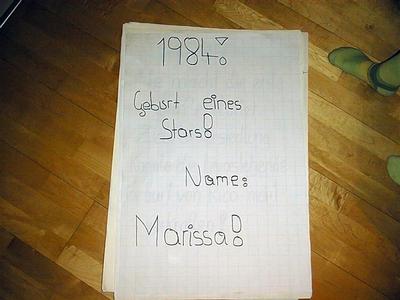 1984!
Geburt eines
Stars!
Name:
Marissa!